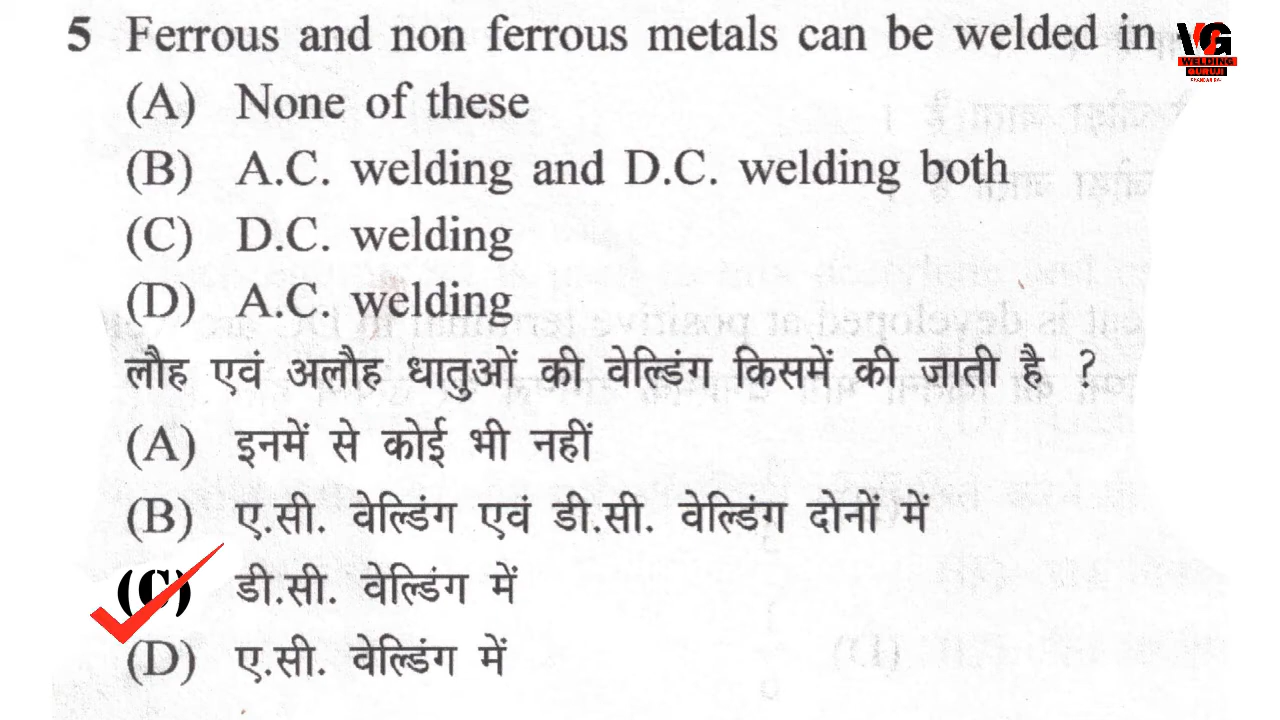 5 Ferrous and non ferrous metals can be welded in -
(A) None of these
(B) A.C. welding and D.C. welding both
(C) D.C. welding
(D) A.C. welding
लौह एवं अलौह धातुओं की वेल्डिंग किसमें की जाती है ?
(A) इनमें से कोई भी नहीं
(B) ए.सी. वेल्डिंग एवं डी.सी. वेल्डिंग दोनों में
(C) डी.सी. वेल्डिंग में
(D) ए.सी. वेल्डिंग में
VG
WELDING
GURUJI